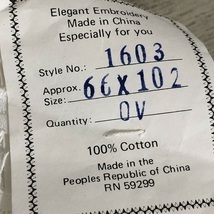 Elegant Embroidery
Made in China
Especially for you
Style No.: 1603
Approx. Size: 66X102
Quantity: OV
100% Cotton
Made in the
Peoples Republic of China
RN 59299